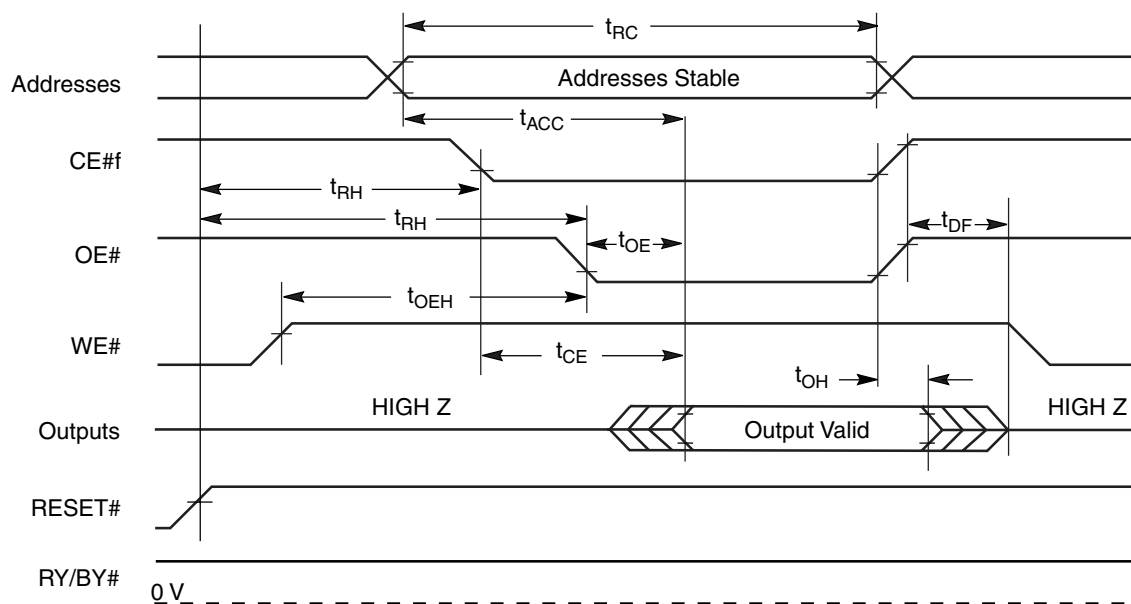 tRC
Addresses
Addresses Stable
tACC
CE#f
tRH
tRH
tDF
OE#
tOE
tOEH
WE#
tCE
tOH
HIGH Z
HIGH Z
Outputs
Output Valid
RESET#
RY/BY#
0 V